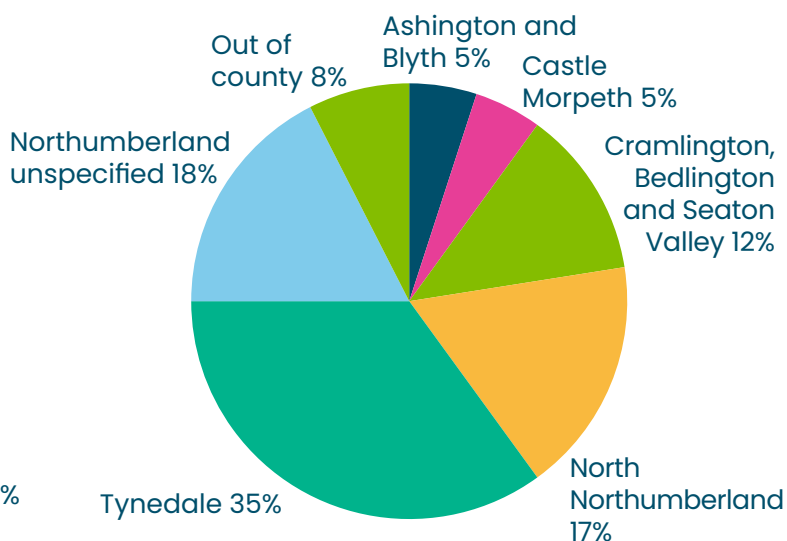 Ashington and
Blyth 5%
Castle
Morpeth 5%
Cramlington,
Bedlington
and Seaton
Valley 12%
North
Northumberland
17%
Tynedale 35%
%
Northumberland
unspecified 18%
Out of
county 8%